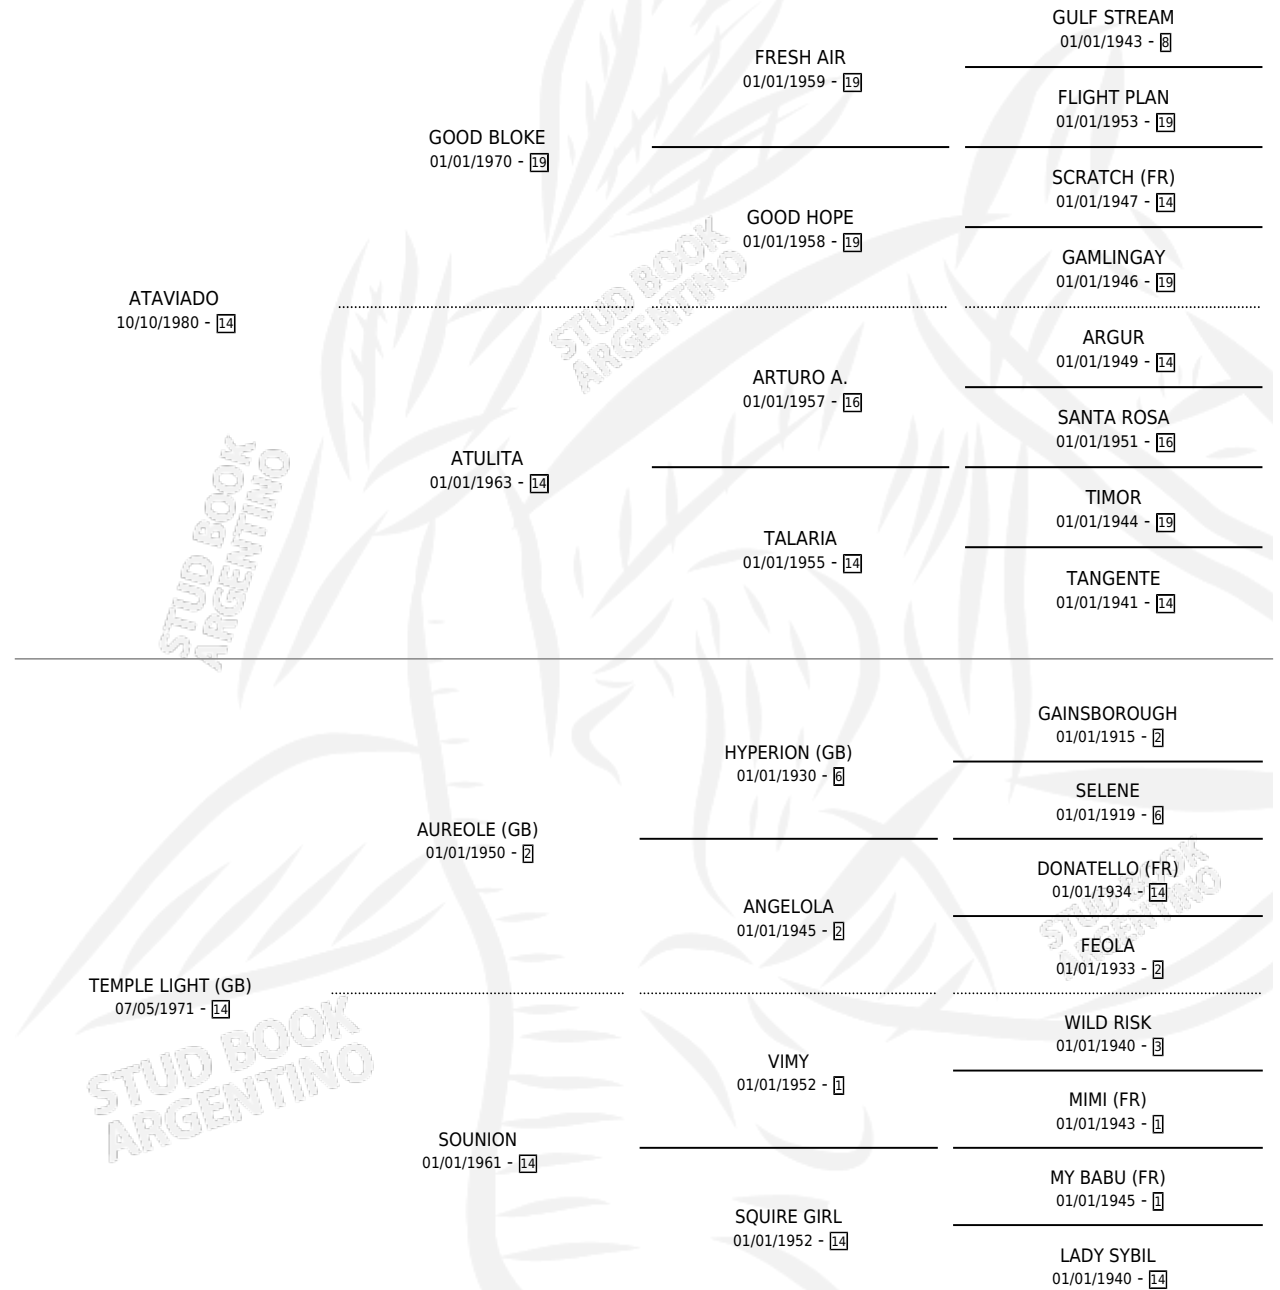 GULF STREAM
01/01/1943 - 8
FRESH AIR
01/01/1959 - 19
FLIGHT PLAN
01/01/1953 - 19
GOOD BLOKE
01/01/1970 - 19
SCRATCH (FR)
01/01/1947 - 14
GOOD HOPE
01/01/1958 - 19
GAMLINGAY
01/01/1946 - 19
ATAVIADO
10/10/1980 - 14
STUD BOOK
ARGENTINO
ARGUR
01/01/1949 - 14
ARTURO A.
01/01/1957 - 16
SANTA ROSA
01/01/1951 - 16
ATULITA
01/01/1963 - 14
TIMOR
01/01/1944 - 19
TALARIA
01/01/1955 - 14
TANGENTE
01/01/1941 - 14
STUD BOOK
ARGENTINO
GAINSBOROUGH
01/01/1915 - 2
HYPERION (GB)
01/01/1930 - 6
SELENE
01/01/1919 - 6
AUREOLE (GB)
01/01/1950 - 2
DONATELLO (FR)
01/01/1934 - 14
ANGELOLA
01/01/1945 - 2
STUD BOOK
ARGENTINO
FEOLA
01/01/1933 - 2
TEMPLE LIGHT (GB)
07/05/1971 - 14
STUD BOOK
ARGENTINO
WILD RISK
01/01/1940 - 3
VIMY
01/01/1952 - 1
MIMI (FR)
01/01/1943 - 1
SOUNION
01/01/1961 - 14
MY BABU (FR)
01/01/1945 - 1
SQUIRE GIRL
01/01/1952 - 14
LADY SYBIL
01/01/1940 - 14